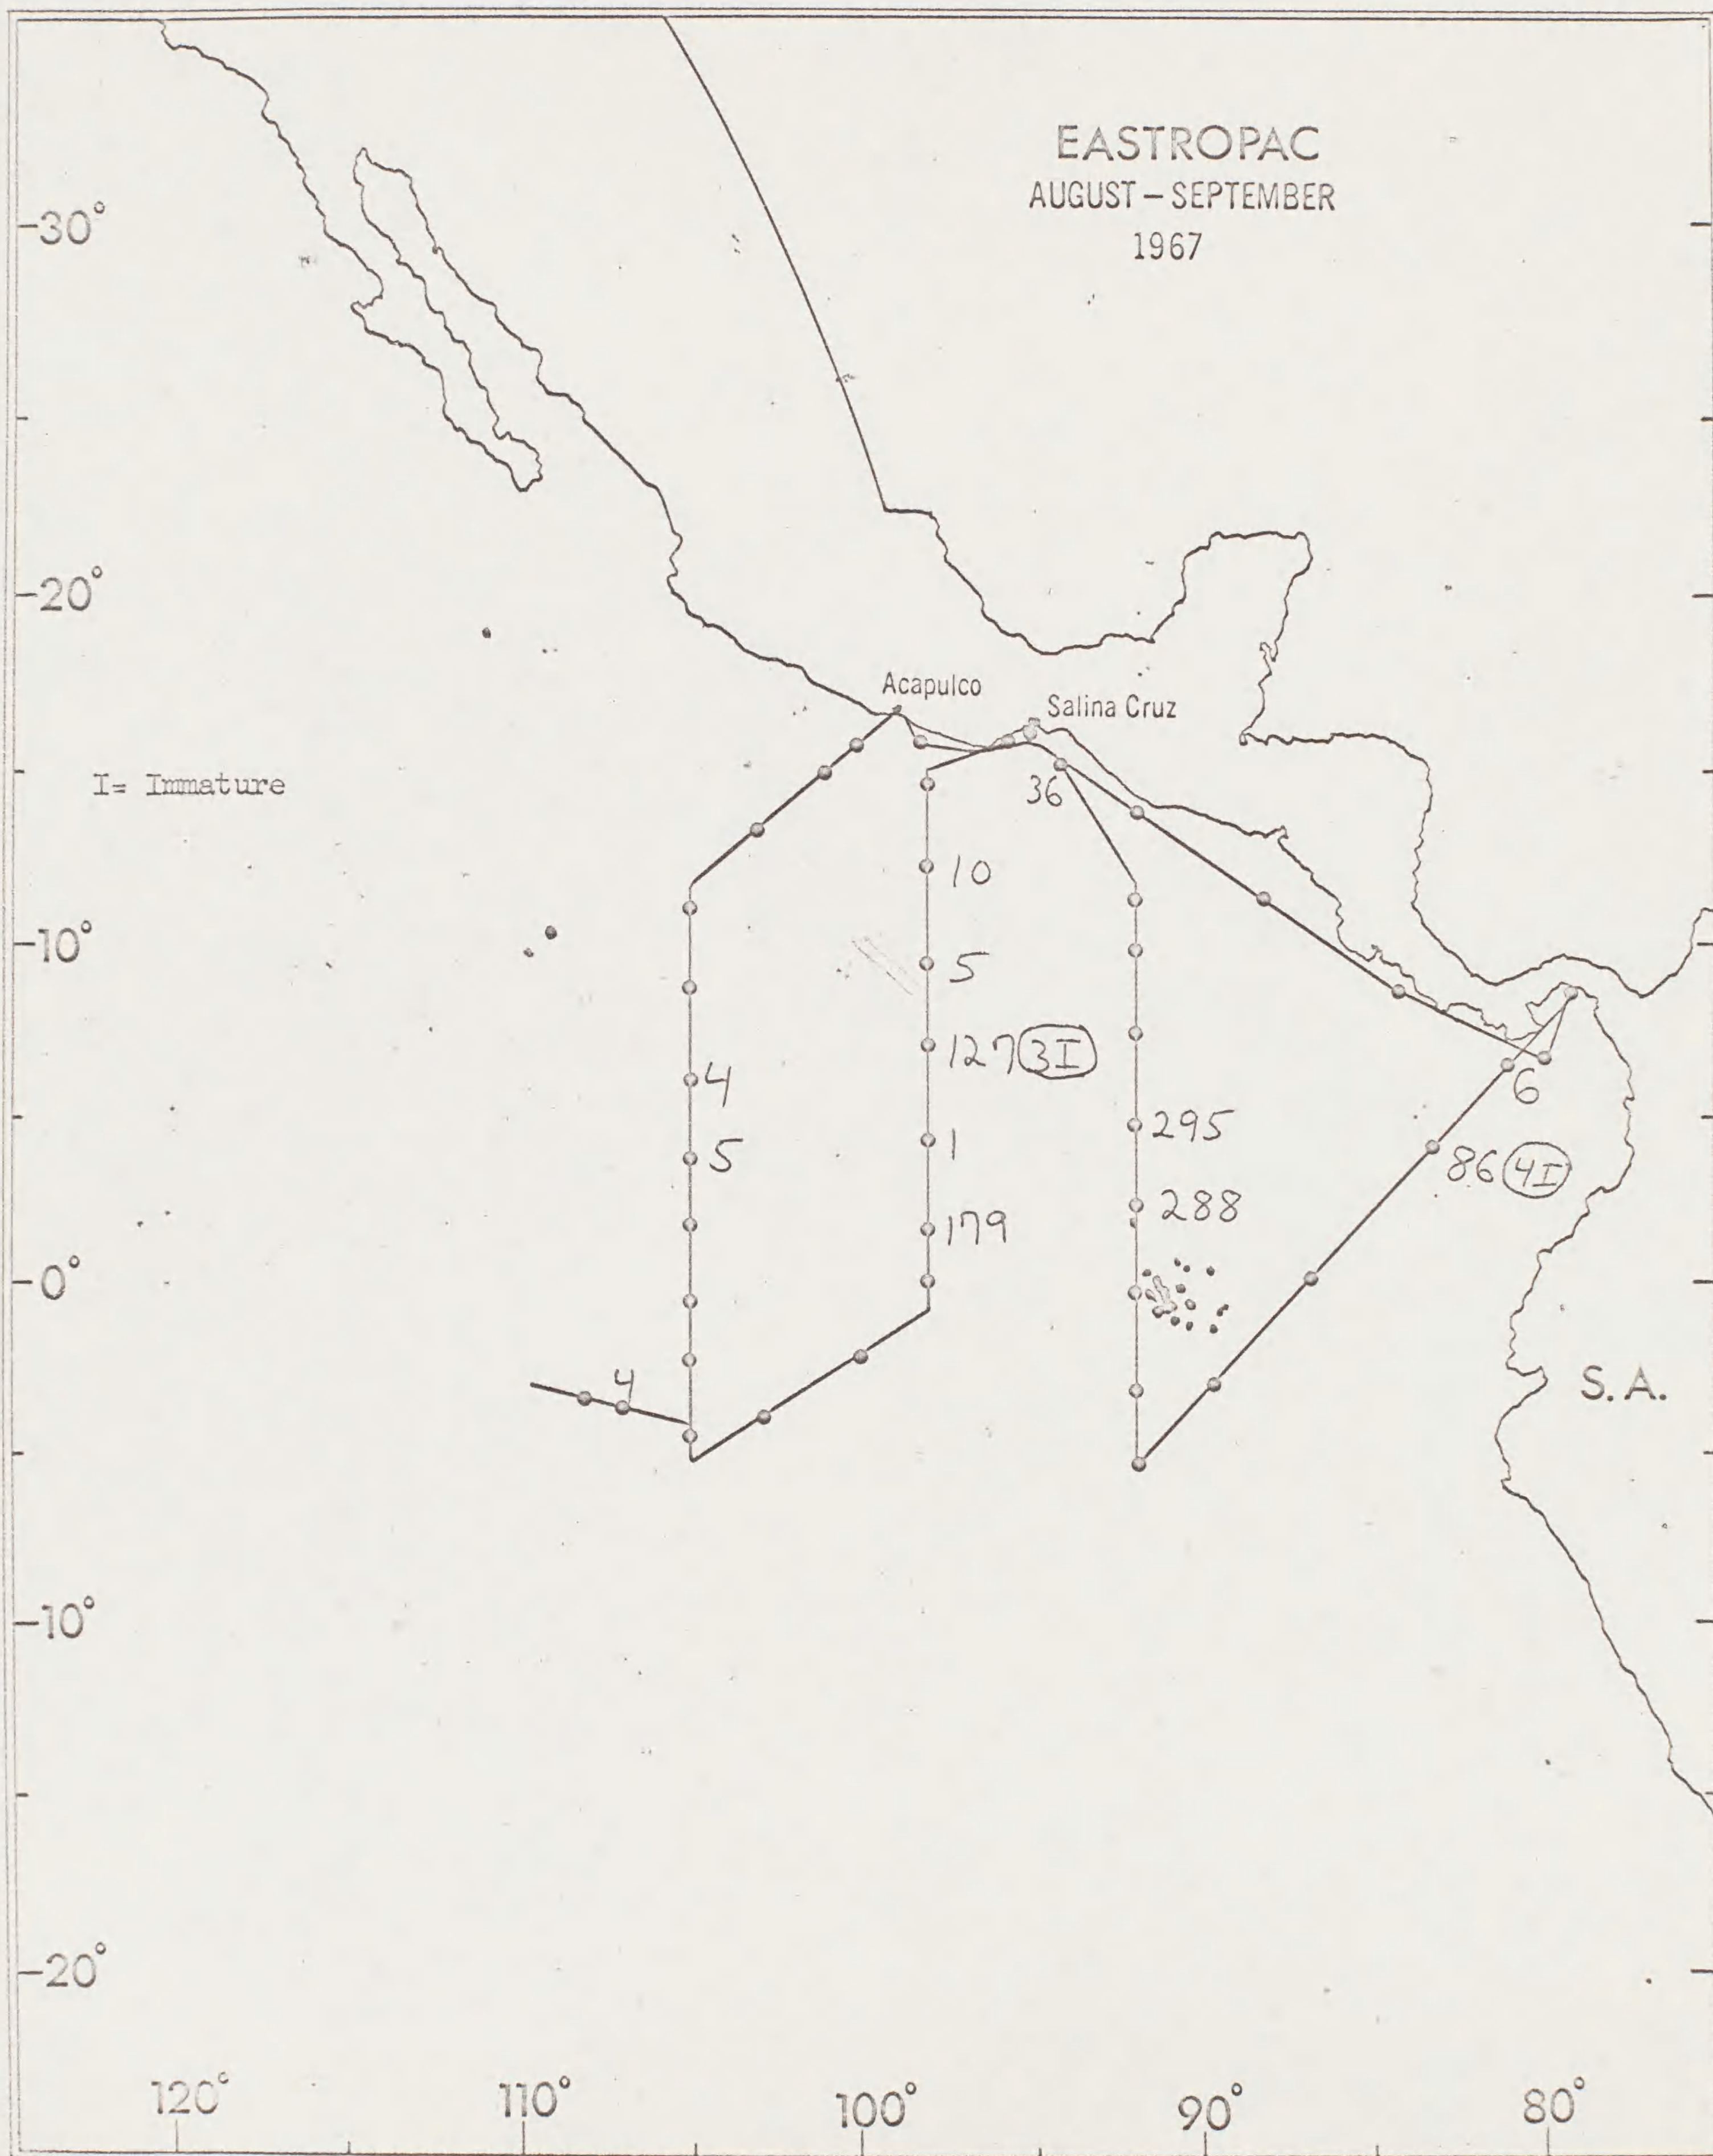 EASTROPAC
AUGUST – SEPTEMBER
1967
30°
20°
Acapulco
Salina Cruz
I= Immature
36
10
10°
5
127 (3I)
4
6
295
1
5
86 (4I)
288
179
0°
4
S. A.
10°
20°
120°
110°
100°
90°
80°